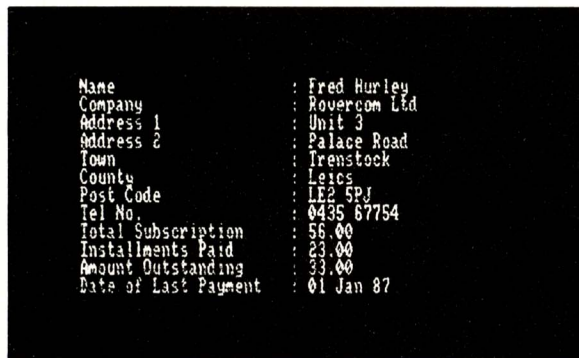 Name : Fred Hurley
Company : Rovercom Ltd
Address 1 : Unit 3
Address 2 : Palace Road
Town : Trenstock
County : Leics
Post Code : LE2 5PJ
Tel No. : 0435 67754
Total Subscription : 56.00
Installments Paid : 23.00
Amount Outstanding : 33.00
Date of Last Payment : 01 Jan 87